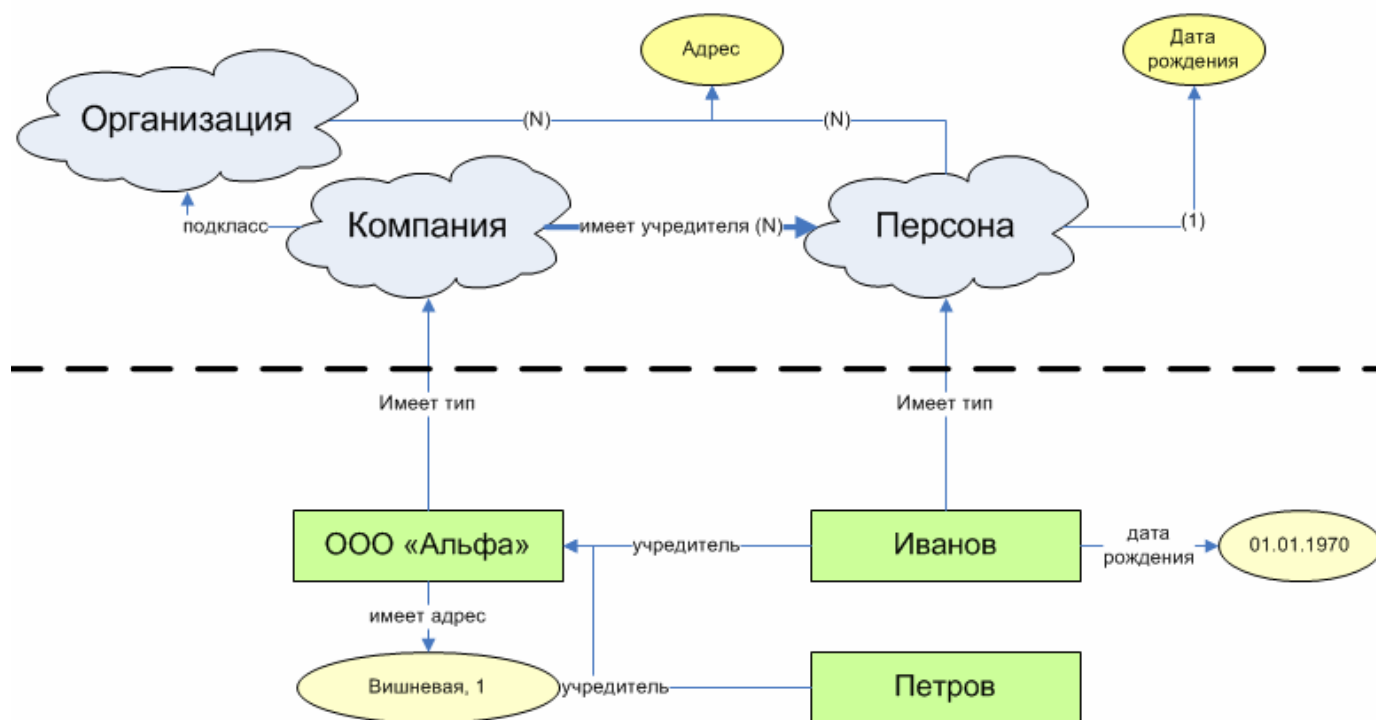 Адрес
Дата
рождения
Организация
(N)
(N)
подкласс
Компания
имеет учредителя (N)
Персона
(1)
Имеет тип
Имеет тип
ООО «Альфа»
учредитель
Иванов
дата
рождения
01.01.1970
имеет адрес
Вишневая, 1
учредитель
Петров